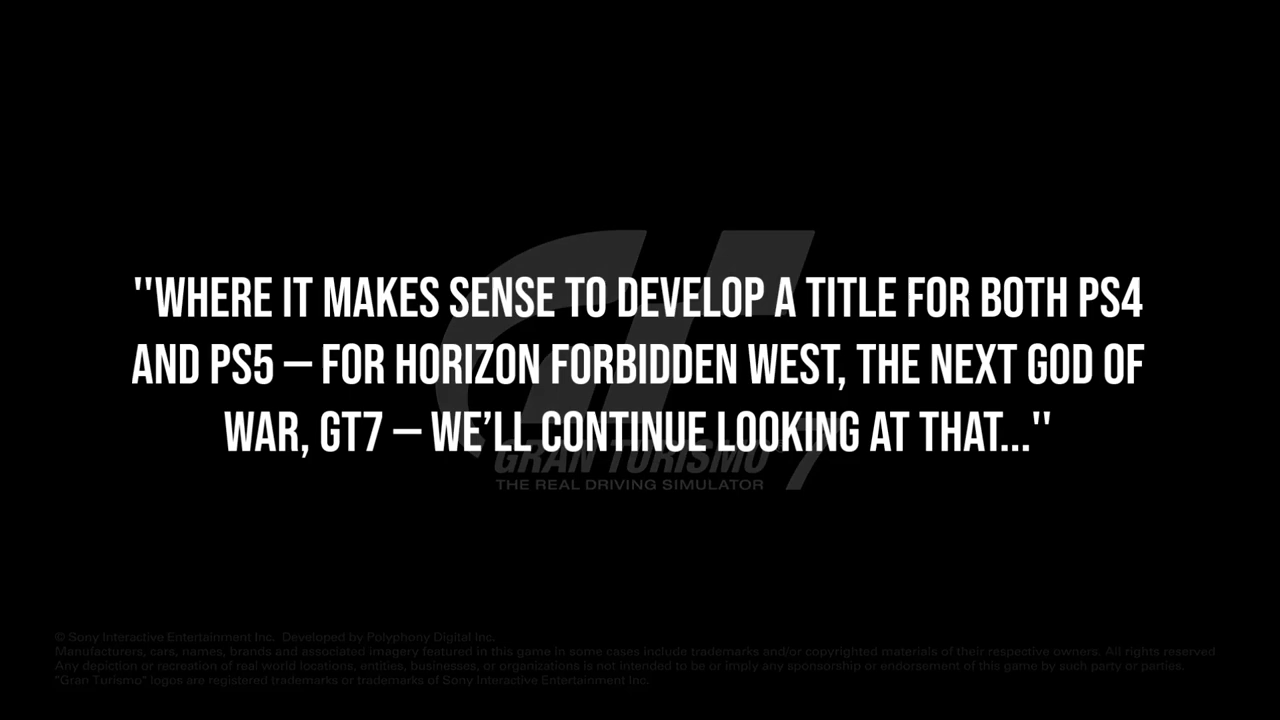 "WHERE IT MAKES SENSE TO DEVELOP A TITLE FOR BOTH PS4
AND PS5 – FOR HORIZON FORBIDDEN WEST, THE NEXT GOD OF
WAR, GT7 – WE’LL CONTINUE LOOKING AT THAT..."
GRAN TURISMO® 7
THE REAL DRIVING SIMULATOR
© Sony Interactive Entertainment Inc. Developed by Polyphony Digital Inc.
Manufacturers, cars, names, brands and associated imagery featured in this game in some cases include trademarks and/or copyrighted materials of their respective owners. All rights reserved
Any depiction or recreation of real world locations, entities, businesses, or organizations is not intended to be or imply any sponsorship or endorsement of this game by such party or parties.
"Gran Turismo" logos are registered trademarks or trademarks of Sony Interactive Entertainment Inc.